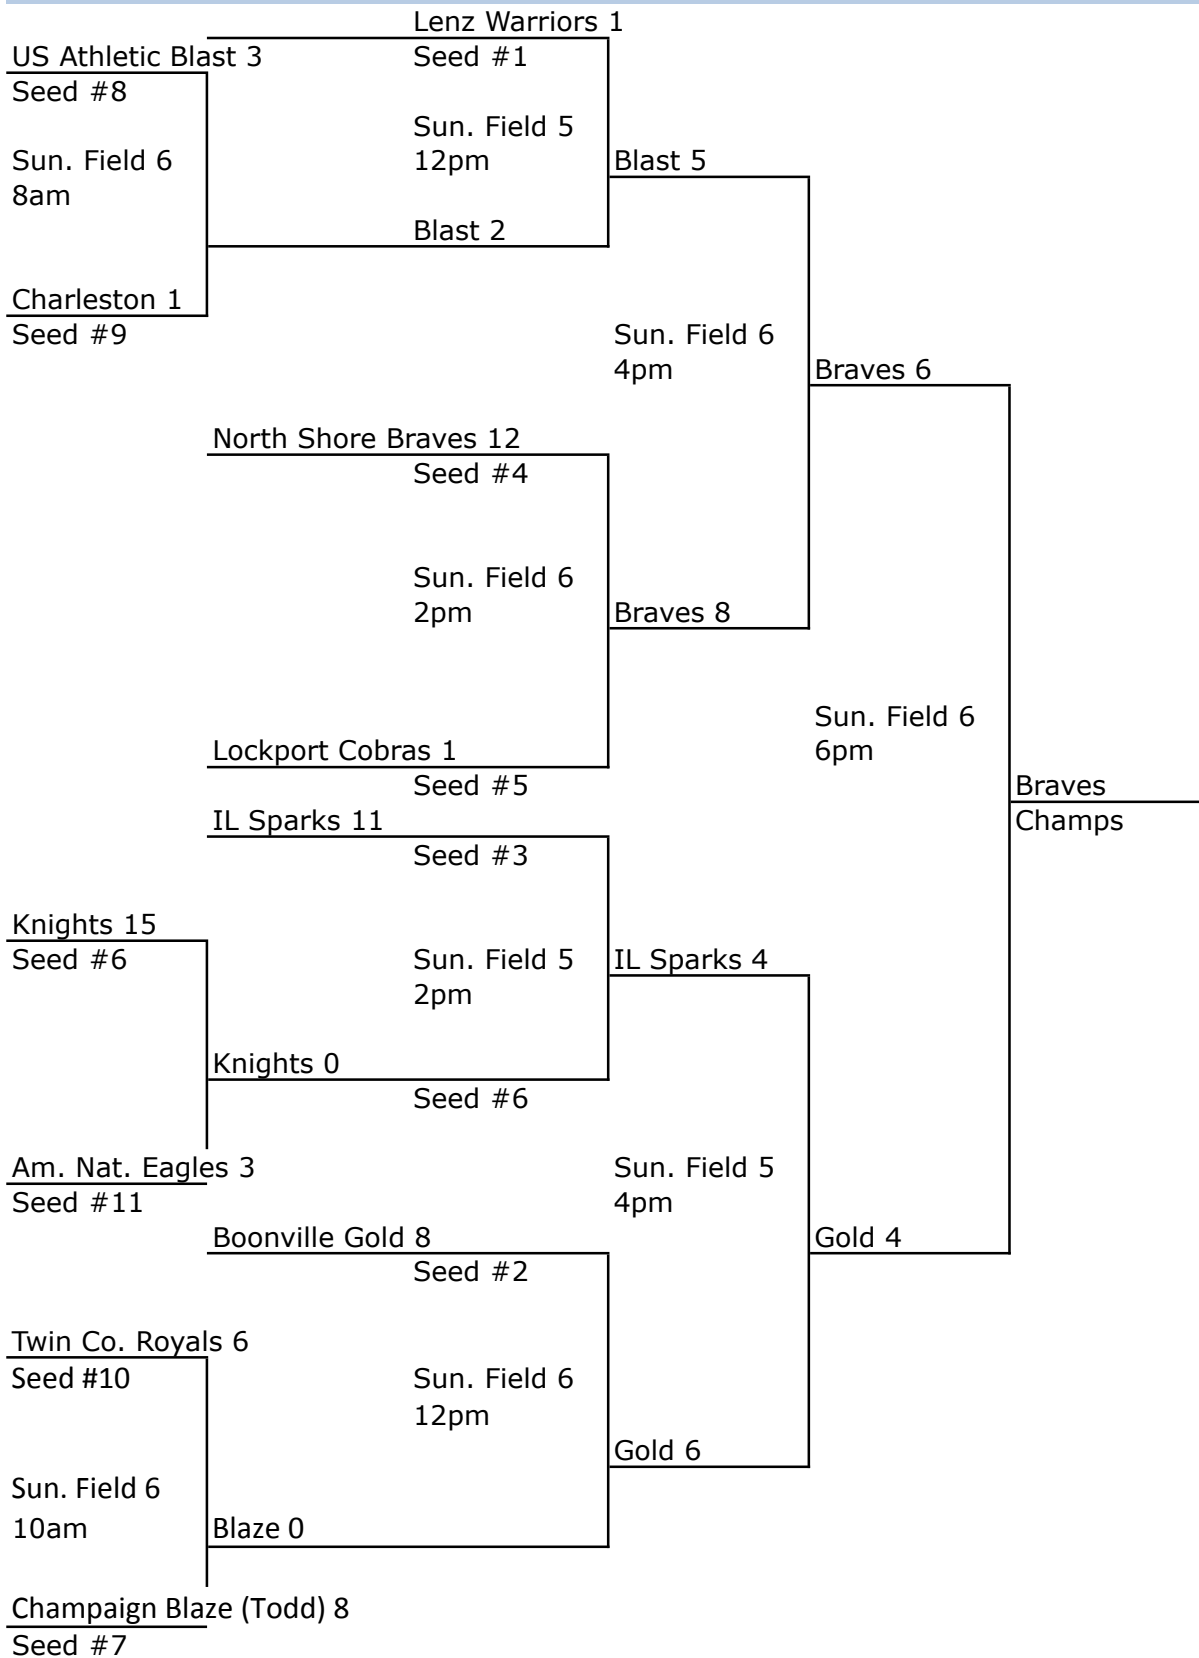 Lenz Warriors 1
US Athletic Blast 3
Seed #1
Seed #8
Sun. Field 5
Sun. Field 6
12pm
Blast 5
8am
Blast 2
Charleston 1
Seed #9
Sun. Field 6
4pm
Braves 6
North Shore Braves 12
Seed #4
Sun. Field 6
2pm
Braves 8
Sun. Field 6
Lockport Cobras 1
6pm
Seed #5
Braves
IL Sparks 11
Champs
Seed #3
Knights 15
Seed #6
Sun. Field 5
IL Sparks 4
2pm
Knights 0
Seed #6
Am. Nat. Eagles 3
Sun. Field 5
Seed #11
4pm
Boonville Gold 8
Gold 4
Seed #2
Twin Co. Royals 6
Seed #10
Sun. Field 6
12pm
Gold 6
Sun. Field 6
10am
Blaze 0
Champaign Blaze (Todd) 8
Seed #7